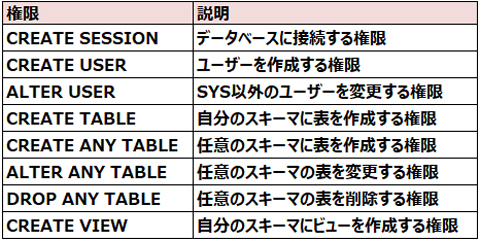 権限 説明
CREATE SESSION データベースに接続する権限
CREATE USER ユーザーを作成する権限
ALTER USER SYS以外のユーザーを変更する権限
CREATE TABLE 自分のスキーマに表を作成する権限
CREATE ANY TABLE 任意のスキーマに表を作成する権限
ALTER ANY TABLE 任意のスキーマの表を変更する権限
DROP ANY TABLE 任意のスキーマの表を削除する権限
CREATE VIEW 自分のスキーマにビューを作成する権限